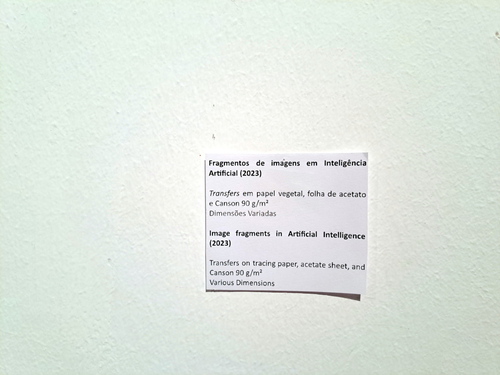 Fragmentos de imagens em Inteligência
Artificial (2023)
Transfers em papel vegetal, folha de acetato
e Canson 90 g/m²
Dimensões Variadas
Image fragments in Artificial Intelligence
(2023)
Transfers on tracing paper, acetate sheet, and
Canson 90 g/m²
Various Dimensions